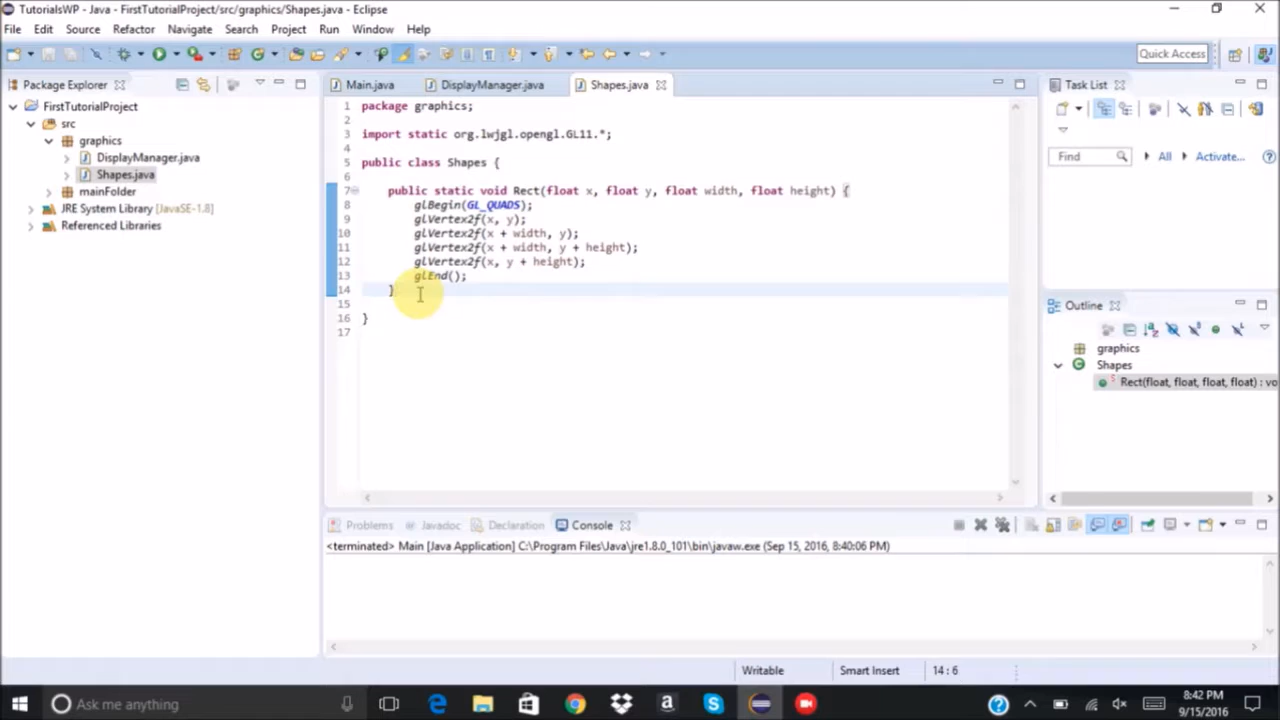 TutorialsWP - Java - FirstTutorialProject/src/graphics/Shapes.java - Eclipse
File Edit Source Refactor Navigate Search Project Run Window Help
Quick Access
Package Explorer
FirstTutorialProject
src
graphics
DisplayManager.java
Shapes.java
mainFolder
JRE System Library [JavaSE-1.8]
Referenced Libraries
Main.java DisplayManager.java Shapes.java
1 package graphics;
2
3 import static org.lwjgl.opengl.GL11.*;
4
5 public class Shapes {
6
7 public static void Rect(float x, float y, float width, float height) {
8 glBegin(GL_QUADS);
9 glVertex2f(x, y);
10 glVertex2f(x + width, y);
11 glVertex2f(x + width, y + height);
12 glVertex2f(x, y + height);
13 glEnd();
14 }
15
16 }
17
Task List
Find All Activate...
Outline
graphics
Shapes
Rect(float, float, float, float) : vo
Problems Javadoc Declaration Console
<terminated> Main [Java Application] C:\Program Files\Java\jre1.8.0_101\bin\javaw.exe (Sep 15, 2016, 8:40:06 PM)
Writable Smart Insert 14 : 6
Ask me anything
8:42 PM
9/15/2016